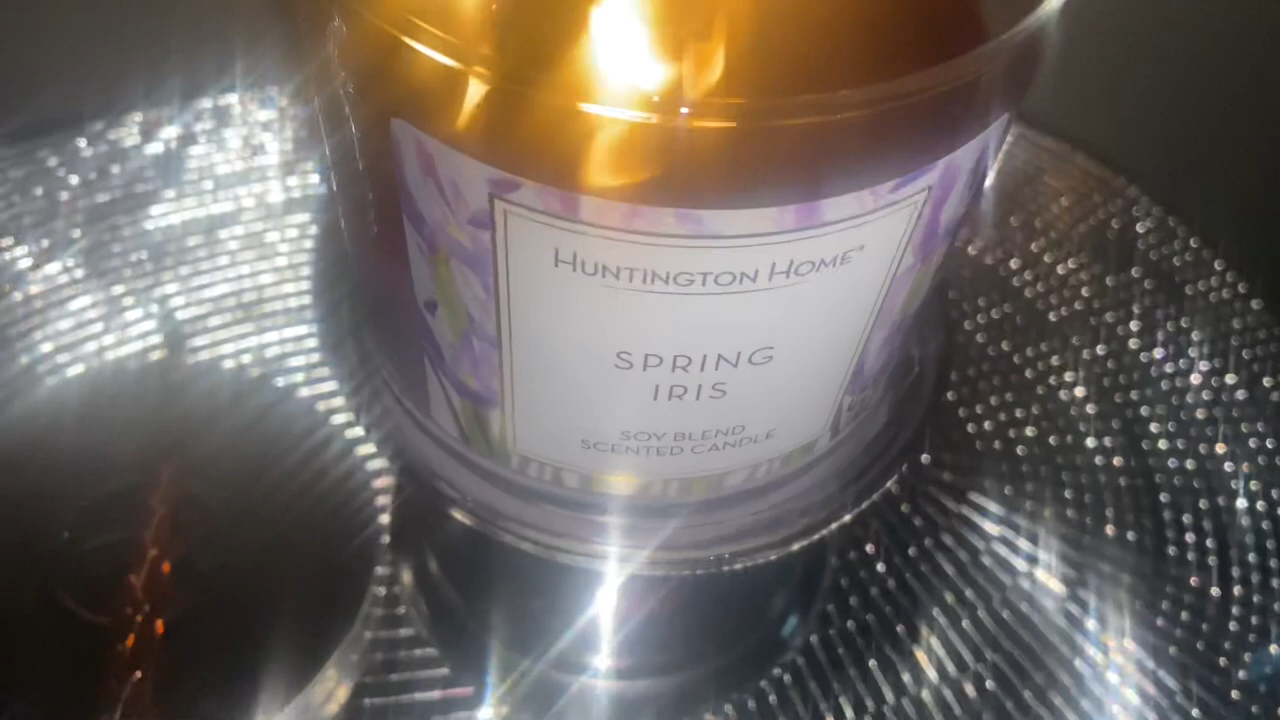 HUNTINGTON HOME®
SPRING
IRIS
SOY BLEND
SCENTED CANDLE